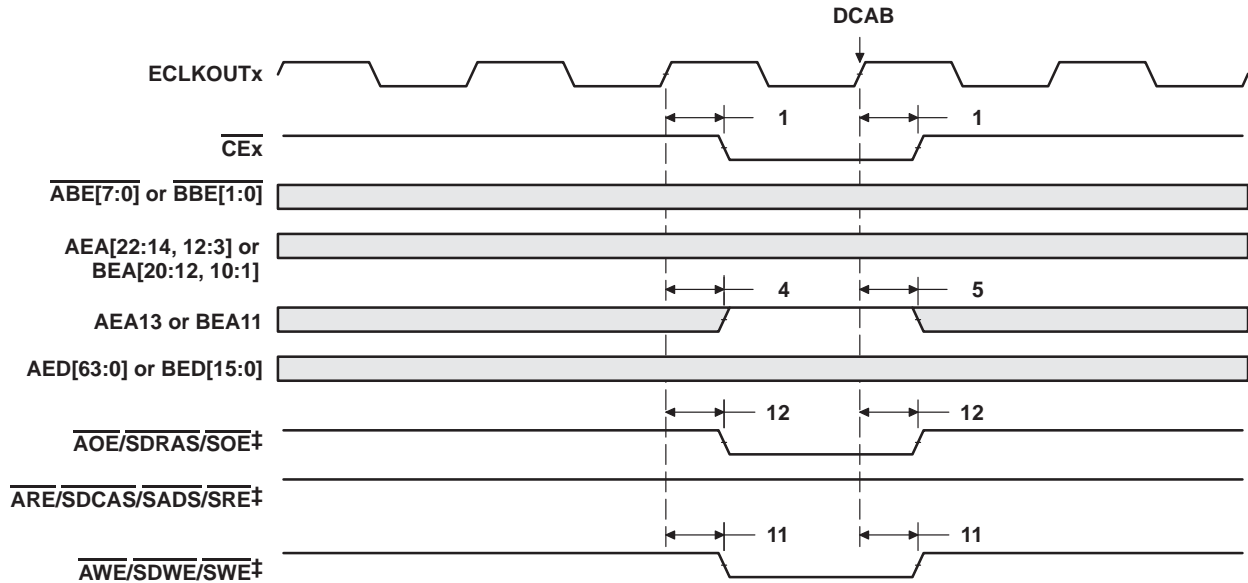 DCAB
ECLKOUTx
1 1
CEx
ABE[7:0] or BBE[1:0]
AEA[22:14, 12:3] or
BEA[20:12, 10:1]
4 5
AEA13 or BEA11
AED[63:0] or BED[15:0]
12 12
AOE/SDRAS/SOE‡
ARE/SDCAS/SADS/SRE‡
11 11
AWE/SDWE/SWE‡